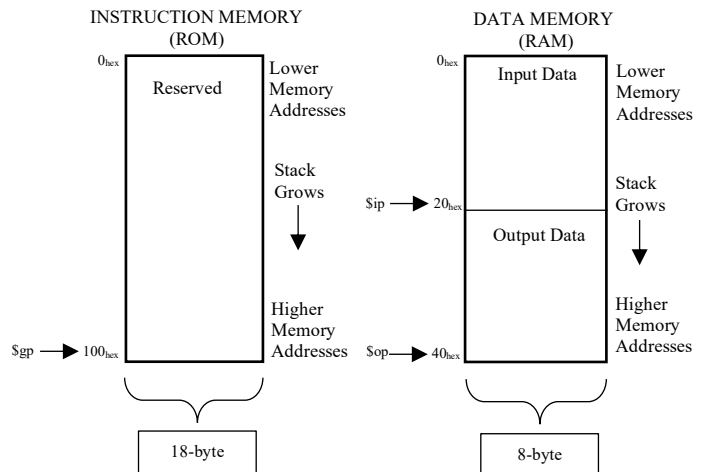 INSTRUCTION MEMORY
(ROM)
0hex
Reserved
Lower
Memory
Addresses
Stack
Grows
Higher
Memory
Addresses
$gp
100hex
18-byte
DATA MEMORY
(RAM)
0hex
Input Data
Lower
Memory
Addresses
Stack
Grows
$ip
20hex
Output Data
Higher
Memory
Addresses
$op
40hex
8-byte